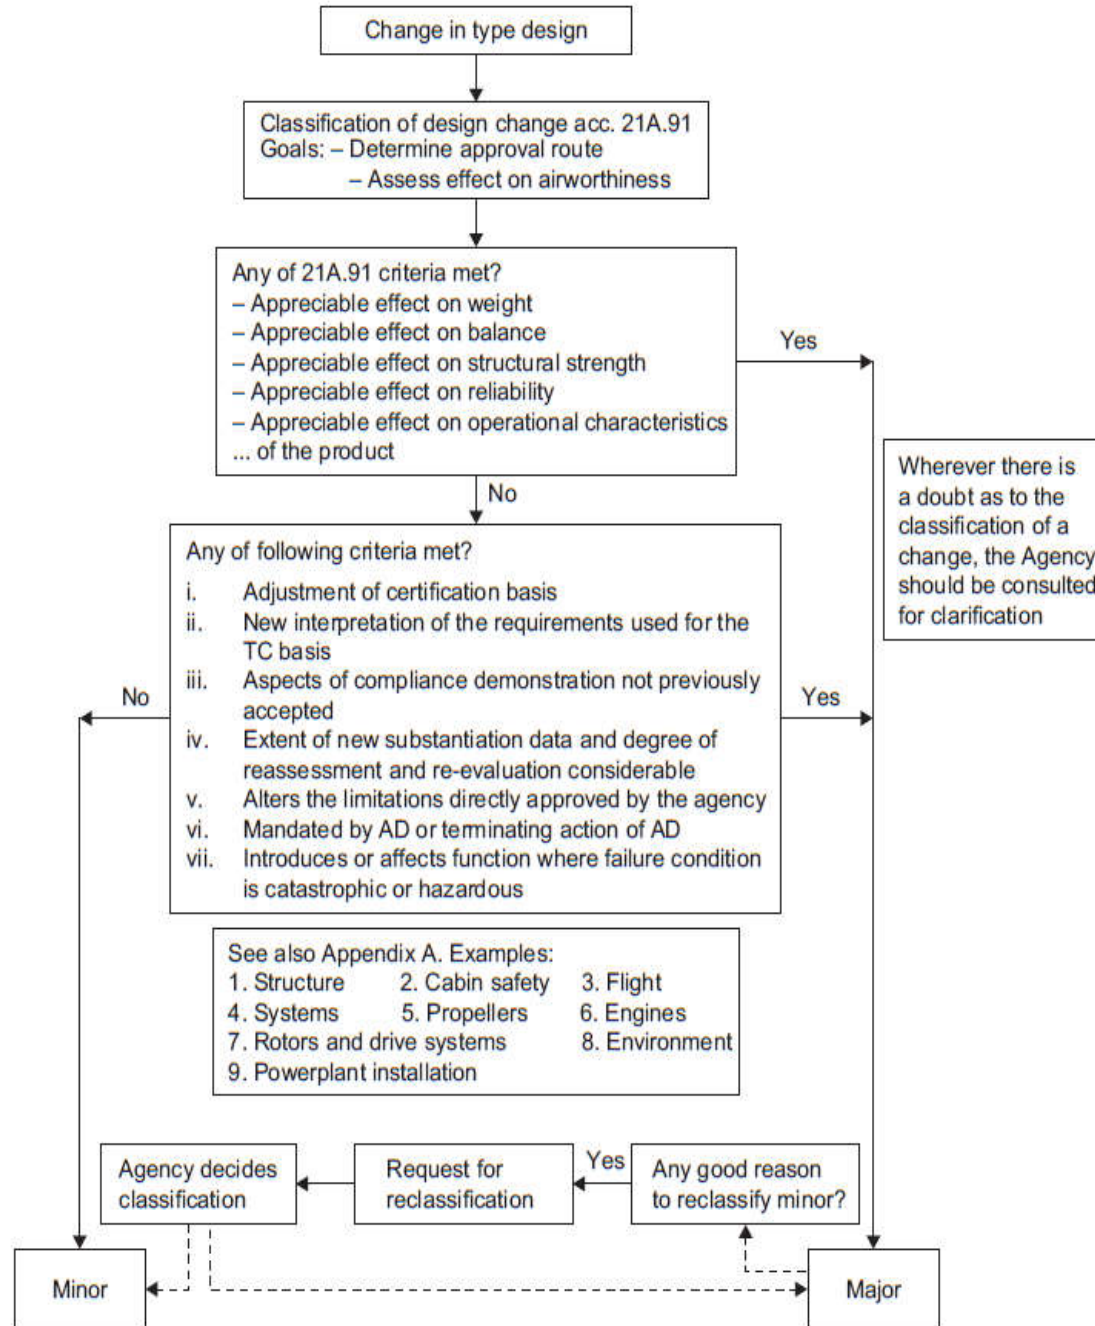 Change in type design
Classification of design change acc. 21A.91
Goals: – Determine approval route
– Assess effect on airworthiness
Any of 21A.91 criteria met?
– Appreciable effect on weight
– Appreciable effect on balance
– Appreciable effect on structural strength
– Appreciable effect on reliability
– Appreciable effect on operational characteristics
... of the product
Yes
No
Wherever there is
a doubt as to the
classification of a
change, the Agency
should be consulted
for clarification
Any of following criteria met?
i. Adjustment of certification basis
ii. New interpretation of the requirements used for the
TC basis
iii. Aspects of compliance demonstration not previously
accepted
iv. Extent of new substantiation data and degree of
reassessment and re-evaluation considerable
v. Alters the limitations directly approved by the agency
vi. Mandated by AD or terminating action of AD
vii. Introduces or affects function where failure condition
is catastrophic or hazardous
No
Yes
See also Appendix A. Examples:
1. Structure 2. Cabin safety 3. Flight
4. Systems 5. Propellers 6. Engines
7. Rotors and drive systems 8. Environment
9. Powerplant installation
Agency decides
classification
Request for
reclassification
Yes
Any good reason
to reclassify minor?
Minor
Major